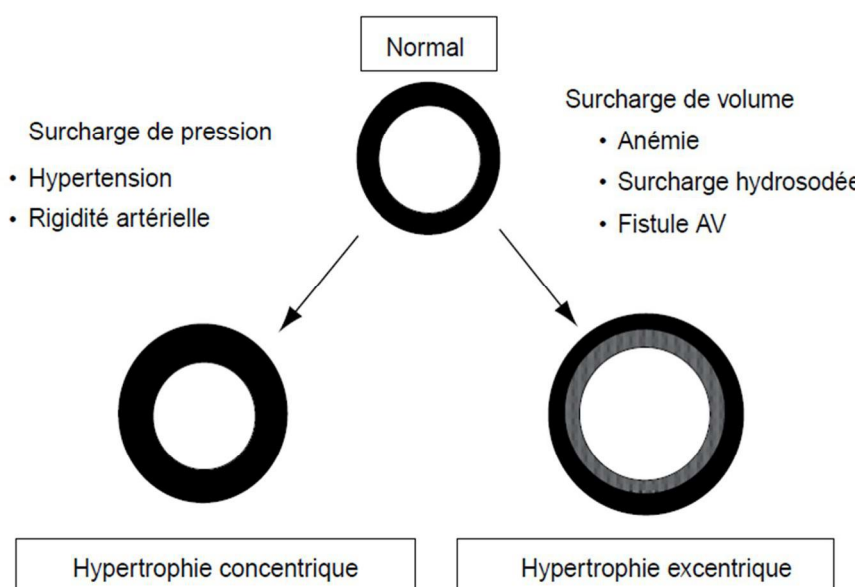 Normal
Surcharge de pression
• Hypertension
• Rigidité artérielle
Surcharge de volume
• Anémie
• Surcharge hydrosodée
• Fistule AV
Hypertrophie concentrique
Hypertrophie excentrique